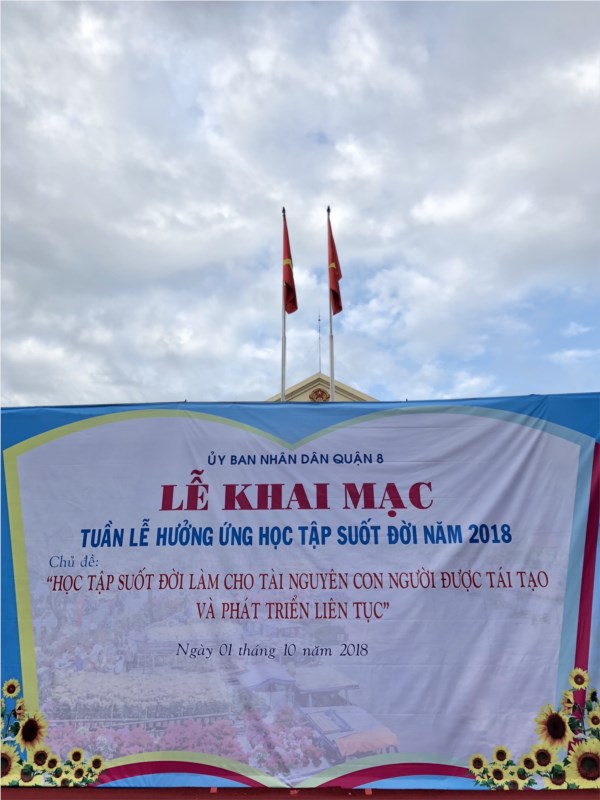 ỦY BAN NHÂN DÂN QUẬN 8
LỄ KHAI MẠC
TUẦN LỄ HƯỞNG ỨNG HỌC TẬP SUỐT ĐỜI NĂM 2018
Chủ đề:
“HỌC TẬP SUỐT ĐỜI LÀM CHO TÀI NGUYÊN CON NGƯỜI ĐƯỢC TÁI TẠO
VÀ PHÁT TRIỂN LIÊN TỤC”
Ngày 01 tháng 10 năm 2018